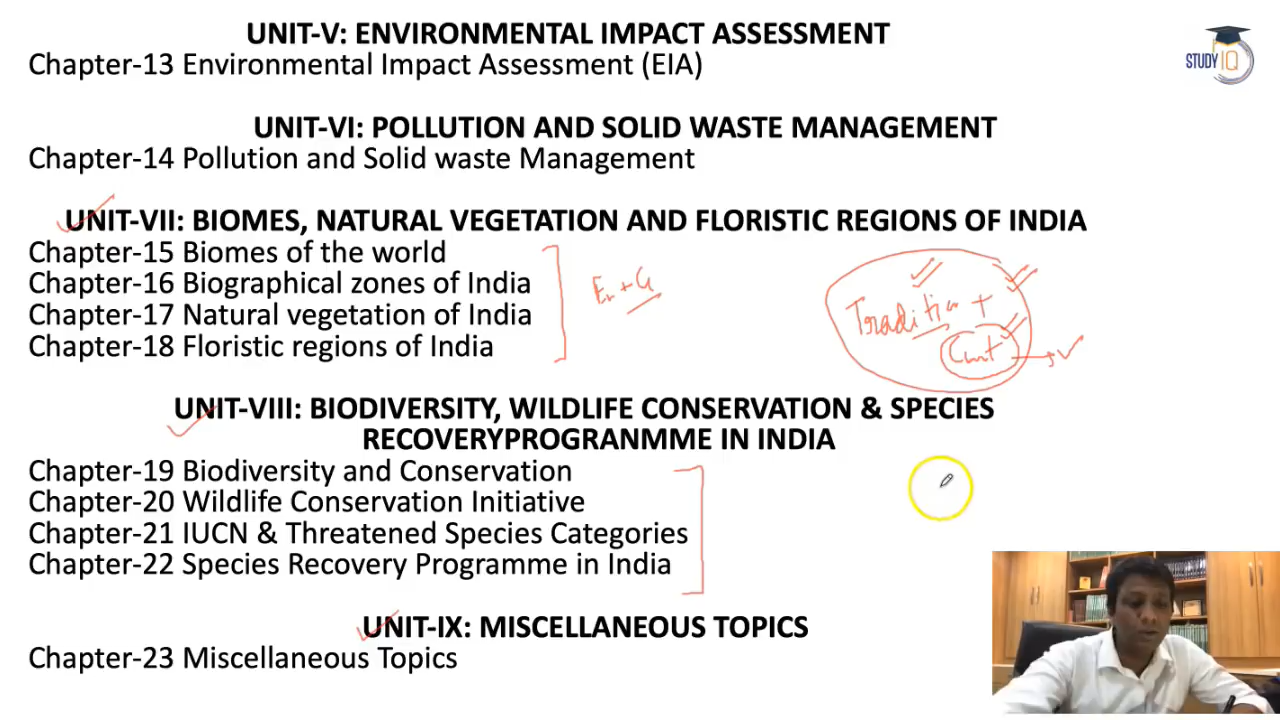 UNIT-V: ENVIRONMENTAL IMPACT ASSESSMENT
Chapter-13 Environmental Impact Assessment (EIA)
STUDY IQ
UNIT-VI: POLLUTION AND SOLID WASTE MANAGEMENT
Chapter-14 Pollution and Solid waste Management
UNIT-VII: BIOMES, NATURAL VEGETATION AND FLORISTIC REGIONS OF INDIA
Chapter-15 Biomes of the world
Chapter-16 Biographical zones of India
Chapter-17 Natural vegetation of India
Chapter-18 Floristic regions of India
En + G
Tradition +
UNIT-VIII: BIODIVERSITY, WILDLIFE CONSERVATION & SPECIES
RECOVERYPROGRANMME IN INDIA
Chapter-19 Biodiversity and Conservation
Chapter-20 Wildlife Conservation Initiative
Chapter-21 IUCN & Threatened Species Categories
Chapter-22 Species Recovery Programme in India
UNIT-IX: MISCELLANEOUS TOPICS
Chapter-23 Miscellaneous Topics